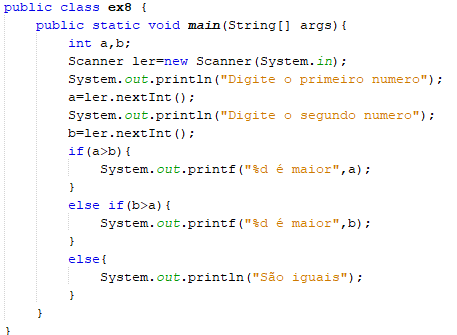 public class ex8 {
    public static void main(String[] args){
        int a,b;
        Scanner ler=new Scanner(System.in);
        System.out.println("Digite o primeiro numero");
        a=ler.nextInt();
        System.out.println("Digite o segundo numero");
        b=ler.nextInt();
        if(a>b){
            System.out.printf("%d é maior",a);
        }
        else if(b>a){
            System.out.printf("%d é maior",b);
        }
        else{
            System.out.println("São iguais");
        }
    }
}